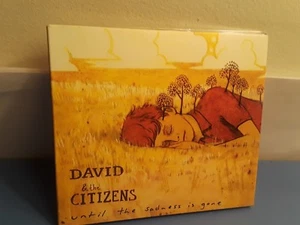 DAVID
& the
CITIZENS
until the sadness is gone